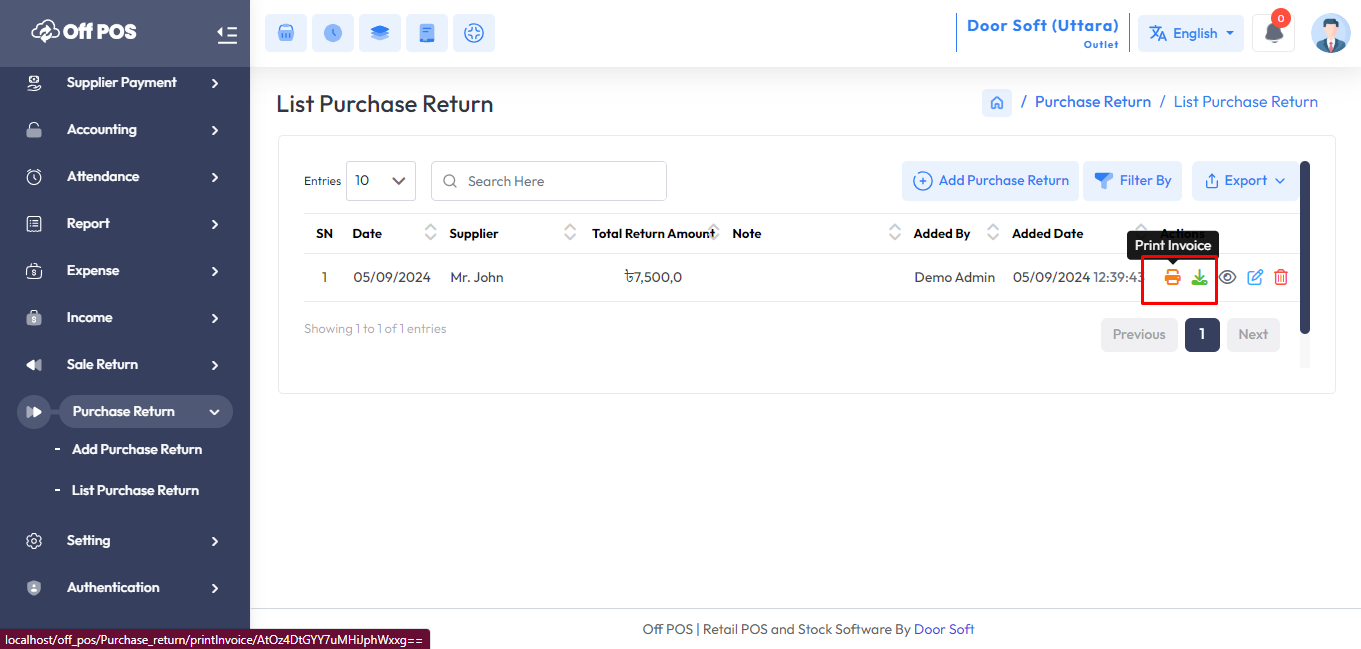 Off POS
Door Soft (Uttara)
Outlet
English
0
Supplier Payment
Accounting
Attendance
Report
Expense
Income
Sale Return
Purchase Return
- Add Purchase Return
- List Purchase Return
Setting
Authentication
List Purchase Return
/ Purchase Return / List Purchase Return
Entries 10 Search Here
Add Purchase Return Filter By Export
SN Date Supplier Total Return Amount Note Added By Added Date Actions
Print Invoice
1 05/09/2024 Mr. John ৳7,500,0 Demo Admin 05/09/2024 12:39:43
Showing 1 to 1 of 1 entries
Previous 1 Next
Off POS | Retail POS and Stock Software By Door Soft
localhost/off_pos/Purchase_return/printInvoice/AtOz4DtGYY7uMHiJphWxxg==